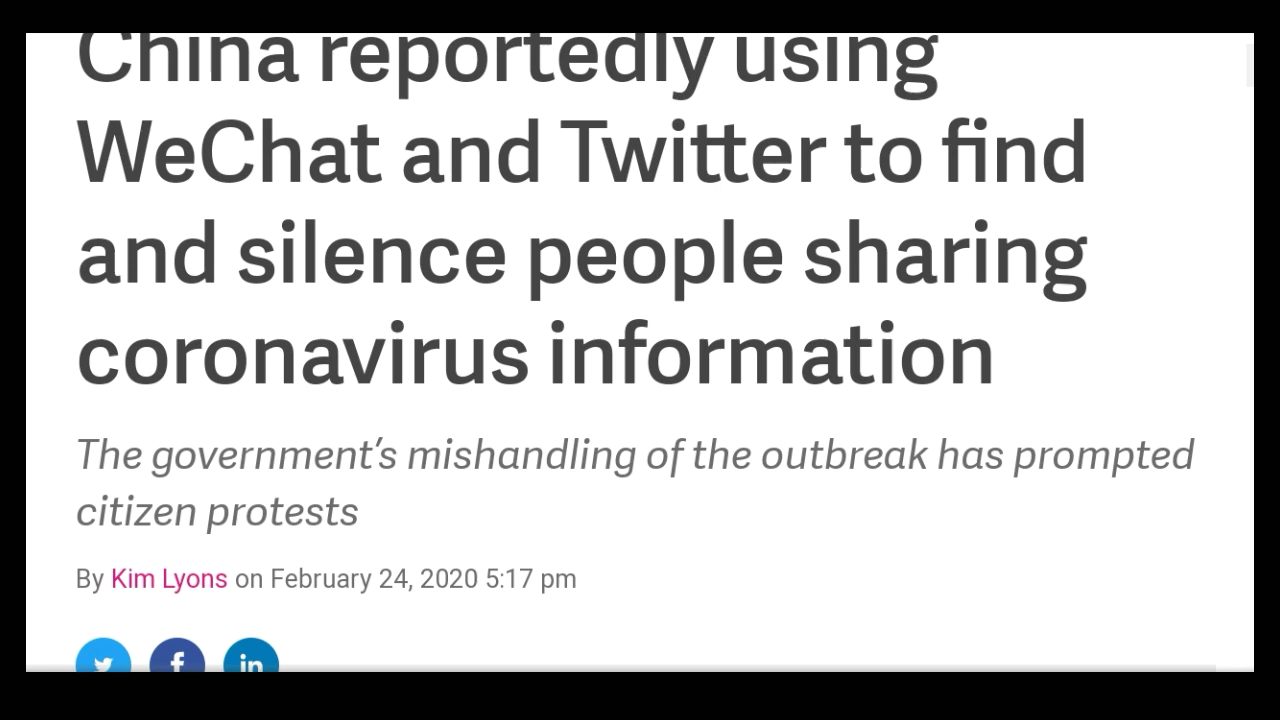 China reportedly using
WeChat and Twitter to find
and silence people sharing
coronavirus information
The government's mishandling of the outbreak has prompted
citizen protests
By Kim Lyons on February 24, 2020 5:17 pm
f in